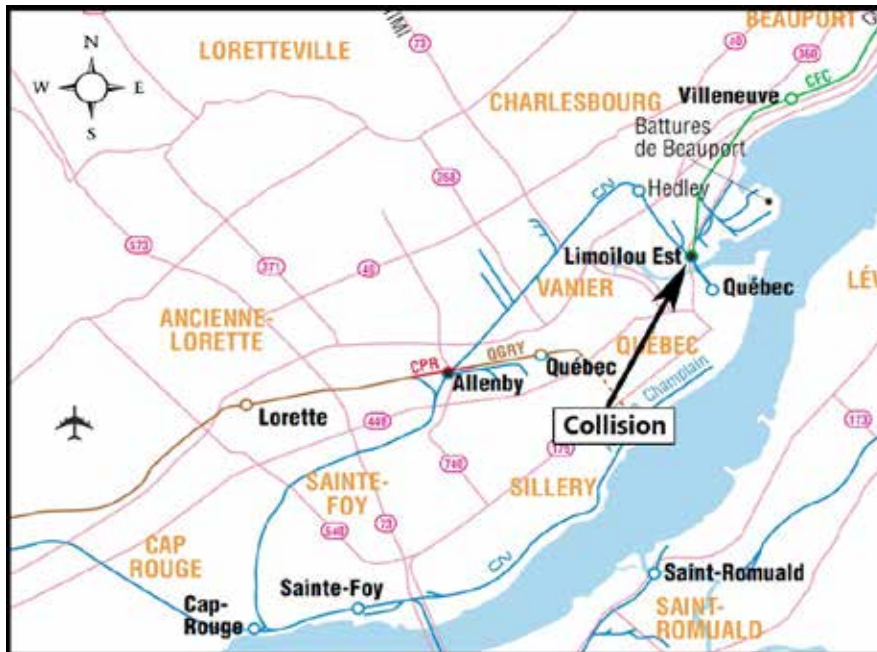 BEAUPORT
N
W E
S
LORETTEVILLE
73
40
360
CFC
Villeneuve
CHARLESBOURG
Battures
de Beauport
CN
Hedley
358
573
371
40
Limoilou Est
VANIER
Québec
LÉV
ANCIENNE-
LORETTE
CPR
QGRY
Québec
QUÉBEC
Allenby
Champlain
Lorette
440
Collision
173
740
175
SAINTE-
FOY
SILLERY
540
73
CAP
ROUGE
CN
Sainte-Foy
Saint-Romuald
Cap-
Rouge
SAINT-
ROMUALD